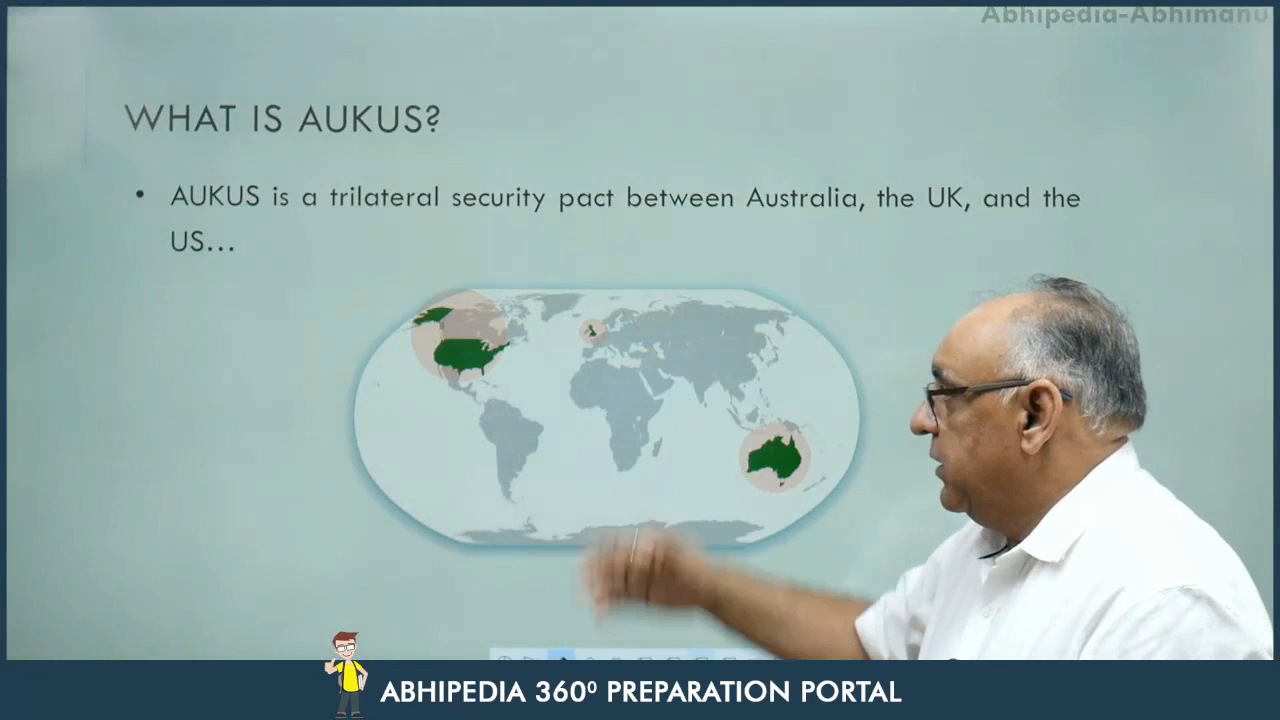 Abhipedia-Abhimanu
WHAT IS AUKUS?
• AUKUS is a trilateral security pact between Australia, the UK, and the
US...
ABHIPEDIA 360⁰ PREPARATION PORTAL